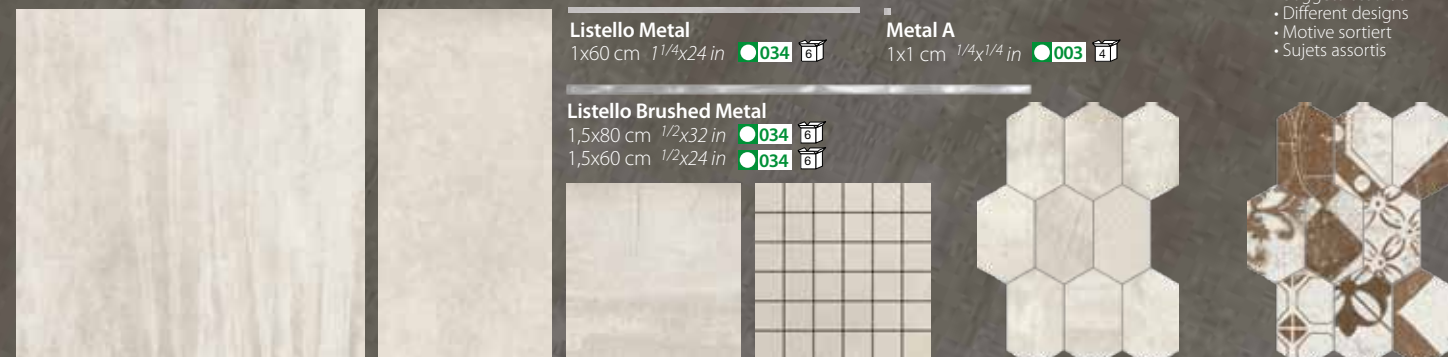 Listello Metal
1x60 cm 1 1/4x24 in 034 6
Metal A
1x1 cm 1/4x1/4 in 003 4
Listello Brushed Metal
1,5x80 cm 1/2x32 in 034 6
1,5x60 cm 1/2x24 in 034 6
• Different designs
• Motive sortiert
• Sujets assortis